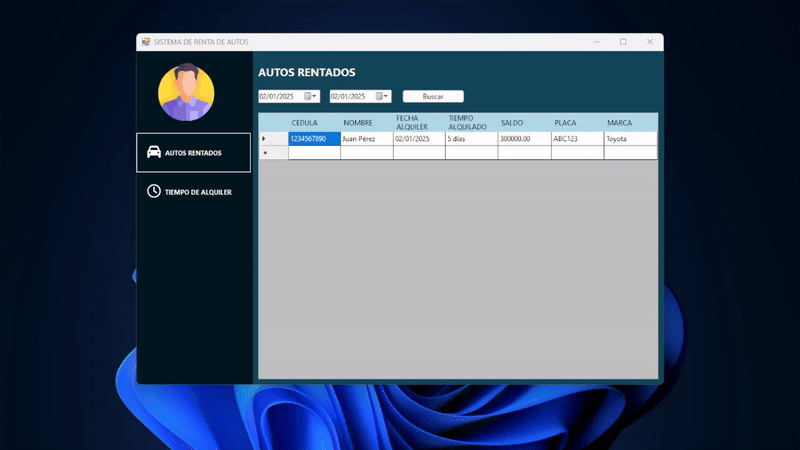 SISTEMA DE RENTA DE AUTOS
AUTOS RENTADOS
TIEMPO DE ALQUILER
AUTOS RENTADOS
02/01/2025 02/01/2025 Buscar
CEDULA NOMBRE FECHA ALQUILER TIEMPO ALQUILADO SALDO PLACA MARCA
1234567890 Juan Pérez 02/01/2025 5 días 300000.00 ABC123 Toyota